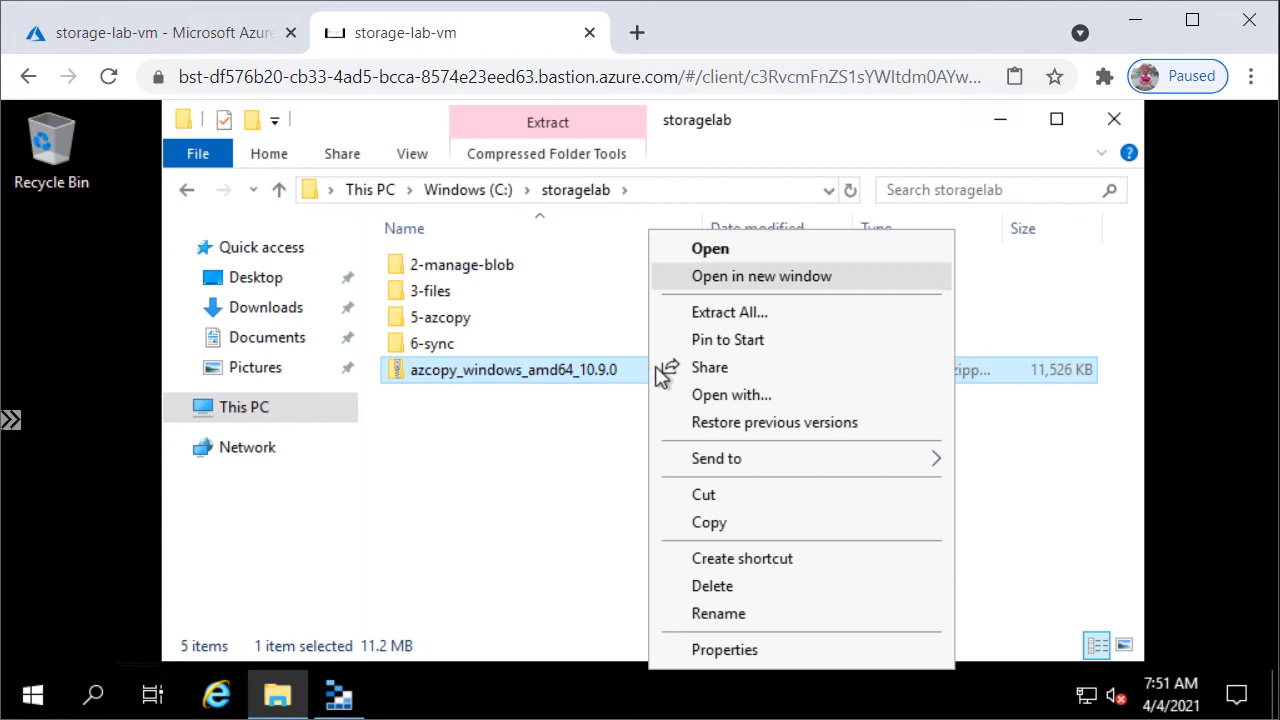 storage-lab-vm - Microsoft Azure
storage-lab-vm
bst-df576b20-cb33-4ad5-bcca-8574e23eed63.bastion.azure.com/#/client/c3RvcmFnZS1sYWItdm0AYw...
Paused
Recycle Bin
Extract
storagelab
File
Home
Share
View
Compressed Folder Tools
This PC
Windows (C:)
storagelab
Search storagelab
Name
Date modified
Type
Size
Quick access
Desktop
Downloads
Documents
Pictures
This PC
Network
2-manage-blob
3-files
5-azcopy
6-sync
azcopy_windows_amd64_10.9.0
zipp...
11,526 KB
Open
Open in new window
Extract All...
Pin to Start
Share
Open with...
Restore previous versions
Send to
Cut
Copy
Create shortcut
Delete
Rename
Properties
5 items
1 item selected 11.2 MB
7:51 AM
4/4/2021